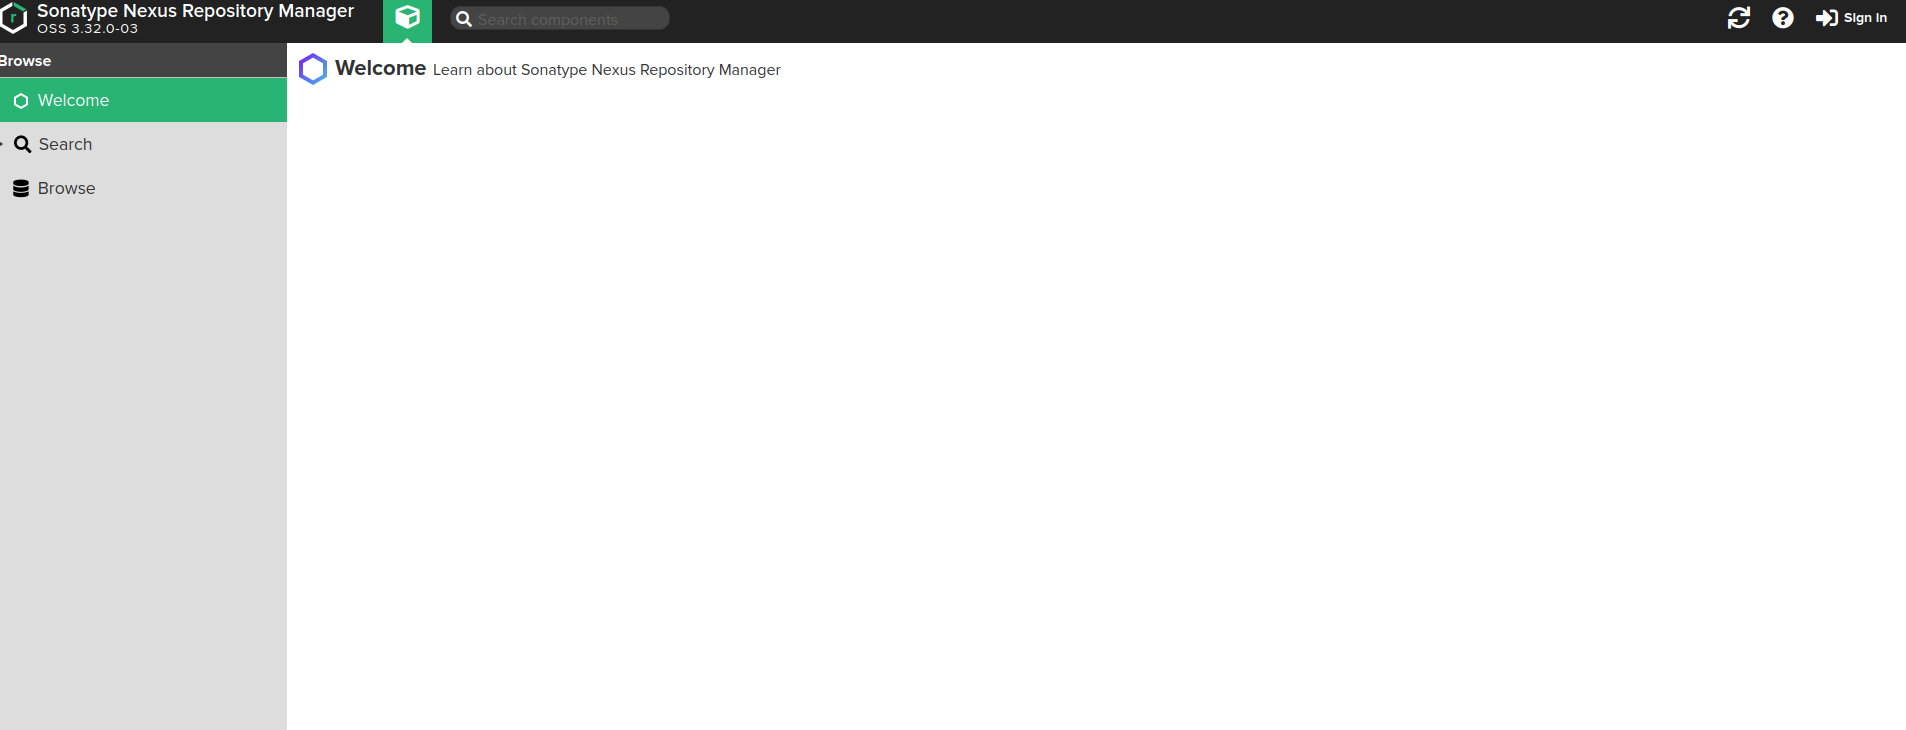 Sonatype Nexus Repository Manager
OSS 3.32.0-03
Search components
Sign in
Browse
Welcome
Search
Browse
Welcome Learn about Sonatype Nexus Repository Manager